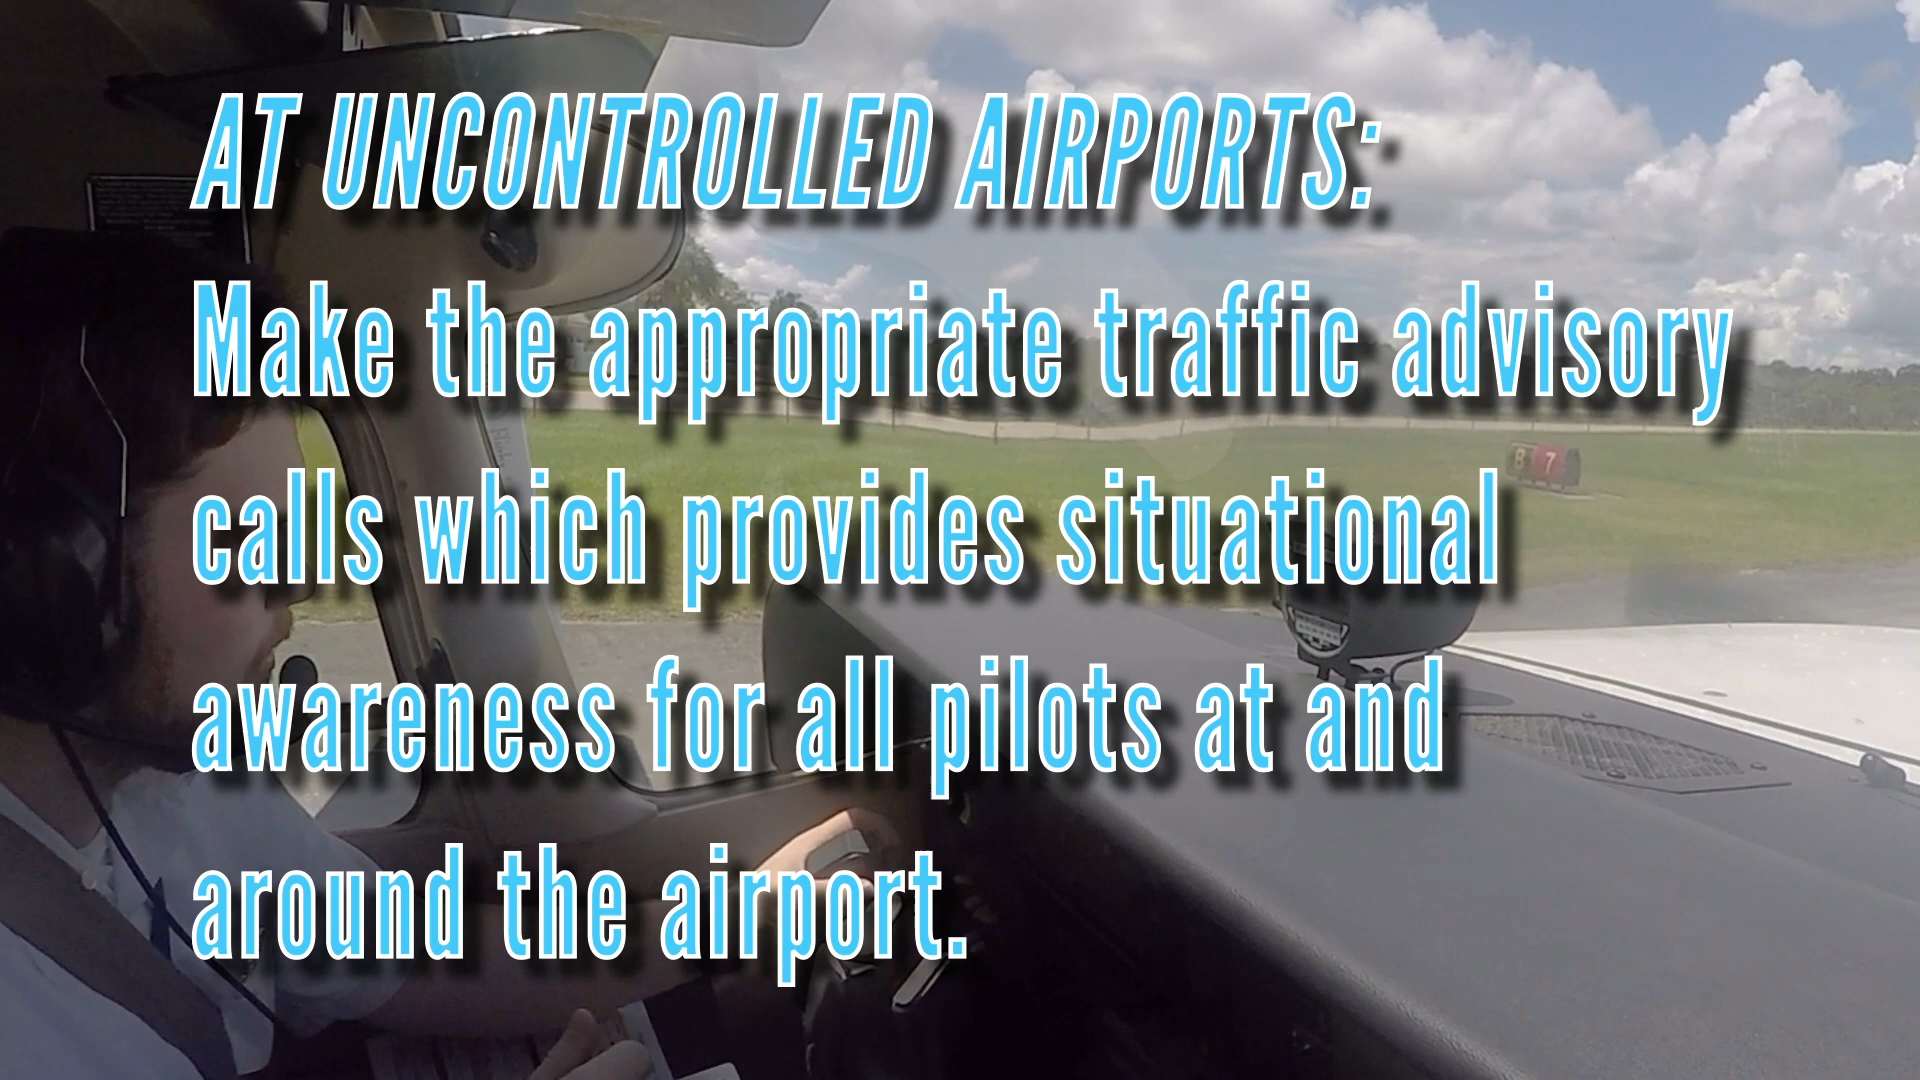 AT UNCONTROLLED AIRPORTS:
Make the appropriate traffic advisory
calls which provides situational
awareness for all pilots at and
around the airport.
B 7